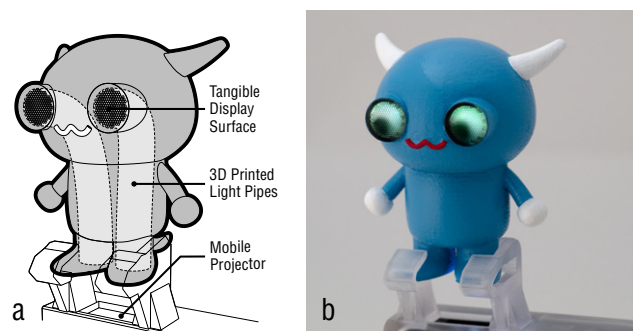 Tangible
Display
Surface
3D Printed
Light Pipes
Mobile
Projector
a
b